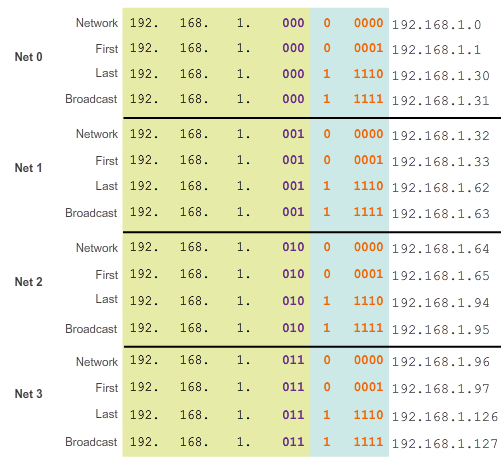 Network 192. 168. 1. 000 0 0000 192.168.1.0
First 192. 168. 1. 000 0 0001 192.168.1.1
Net 0
Last 192. 168. 1. 000 1 1110 192.168.1.30
Broadcast 192. 168. 1. 000 1 1111 192.168.1.31
Network 192. 168. 1. 001 0 0000 192.168.1.32
First 192. 168. 1. 001 0 0001 192.168.1.33
Net 1
Last 192. 168. 1. 001 1 1110 192.168.1.62
Broadcast 192. 168. 1. 001 1 1111 192.168.1.63
Network 192. 168. 1. 010 0 0000 192.168.1.64
First 192. 168. 1. 010 0 0001 192.168.1.65
Net 2
Last 192. 168. 1. 010 1 1110 192.168.1.94
Broadcast 192. 168. 1. 010 1 1111 192.168.1.95
Network 192. 168. 1. 011 0 0000 192.168.1.96
First 192. 168. 1. 011 0 0001 192.168.1.97
Net 3
Last 192. 168. 1. 011 1 1110 192.168.1.126
Broadcast 192. 168. 1. 011 1 1111 192.168.1.127